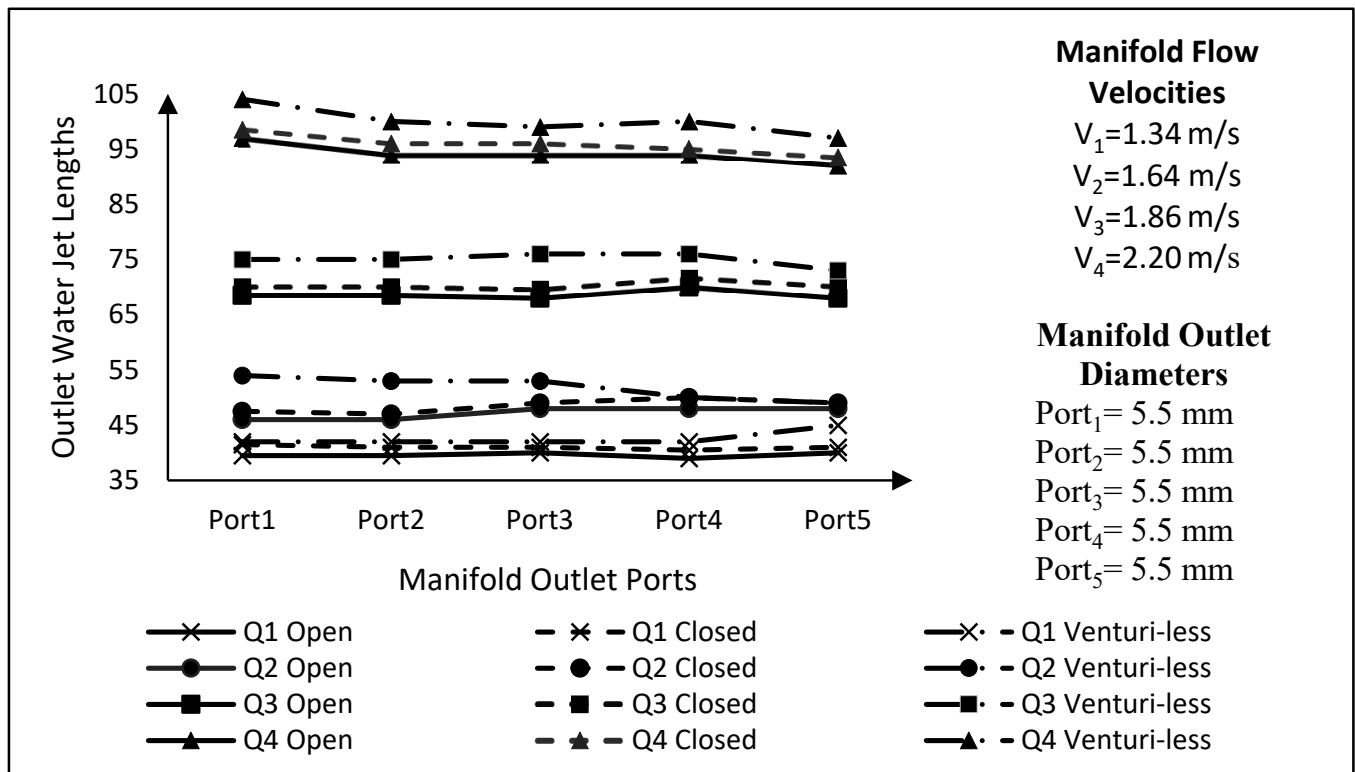 Outlet Water Jet Lengths
105
95
85
75
65
55
45
35
Port1 Port2 Port3 Port4 Port5
Manifold Outlet Ports
Manifold Flow
Velocities
V₁=1.34 m/s
V₂=1.64 m/s
V₃=1.86 m/s
V₄=2.20 m/s
Manifold Outlet
Diameters
Port₁= 5.5 mm
Port₂= 5.5 mm
Port₃= 5.5 mm
Port₄= 5.5 mm
Port₅= 5.5 mm
Q1 Open Q1 Closed Q1 Venturi-less
Q2 Open Q2 Closed Q2 Venturi-less
Q3 Open Q3 Closed Q3 Venturi-less
Q4 Open Q4 Closed Q4 Venturi-less